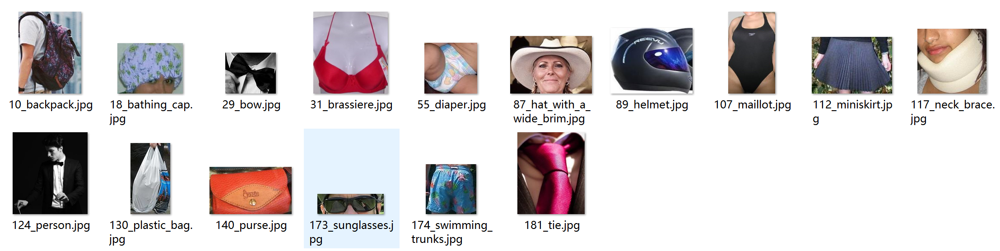 REEVU
10_backpack.jpg
18_bathing_cap.
jpg
29_bow.jpg
31_brassiere.jpg
55_diaper.jpg
87_hat_with_a_
wide_brim.jpg
89_helmet.jpg
107_maillot.jpg
112_miniskirt.jp
g
117_neck_brace.
jpg
124_person.jpg
130_plastic_bag.
jpg
140_purse.jpg
173_sunglasses.j
pg
174_swimming_
trunks.jpg
181_tie.jpg